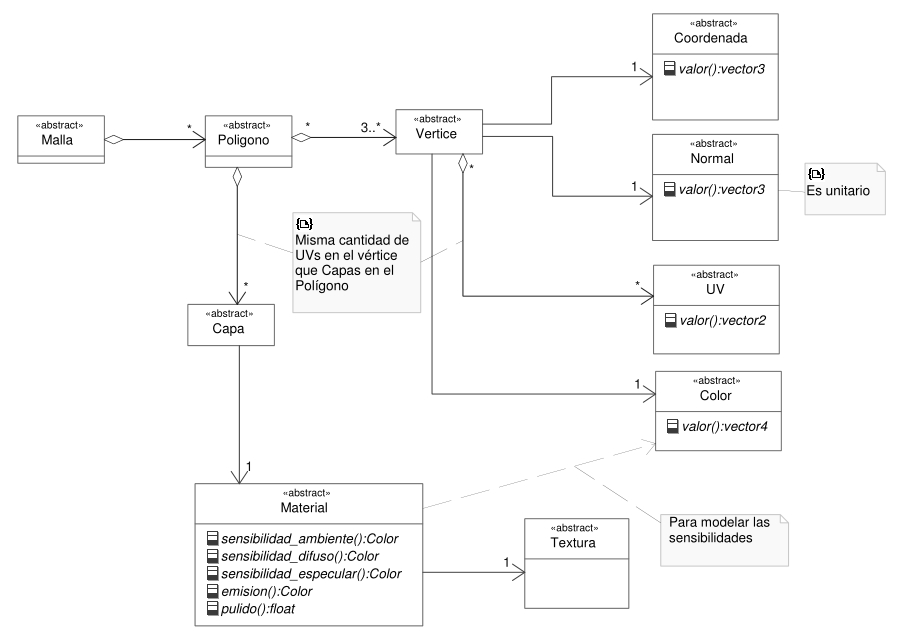 «abstract»
Malla
*
«abstract»
Poligono
*
3..*
«abstract»
Vertice
*
1
«abstract»
Coordenada
valor():vector3
1
«abstract»
Normal
valor():vector3
Es unitario
Misma cantidad de
UVs en el vértice
que Capas en el
Polígono
*
«abstract»
UV
valor():vector2
*
«abstract»
Capa
1
«abstract»
Color
valor():vector4
1
«abstract»
Material
sensibilidad_ambiente():Color
sensibilidad_difuso():Color
sensibilidad_especular():Color
emision():Color
pulido():float
1
«abstract»
Textura
Para modelar las
sensibilidades